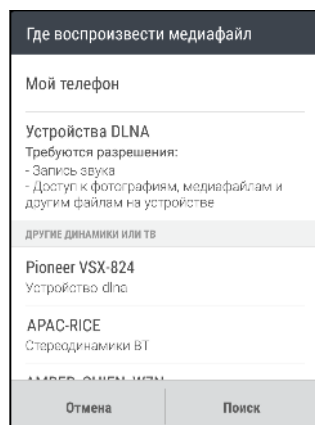 Где воспроизвести медиафайл
Мой телефон
Устройства DLNA
Требуются разрешения:
- Запись звука
- Доступ к фотографиям, медиафайлам и
другим файлам на устройстве
ДРУГИЕ ДИНАМИКИ ИЛИ ТВ
Pioneer VSX-824
Устройство dlna
APAC-RICE
Стереодинамики BT
Отмена
Поиск